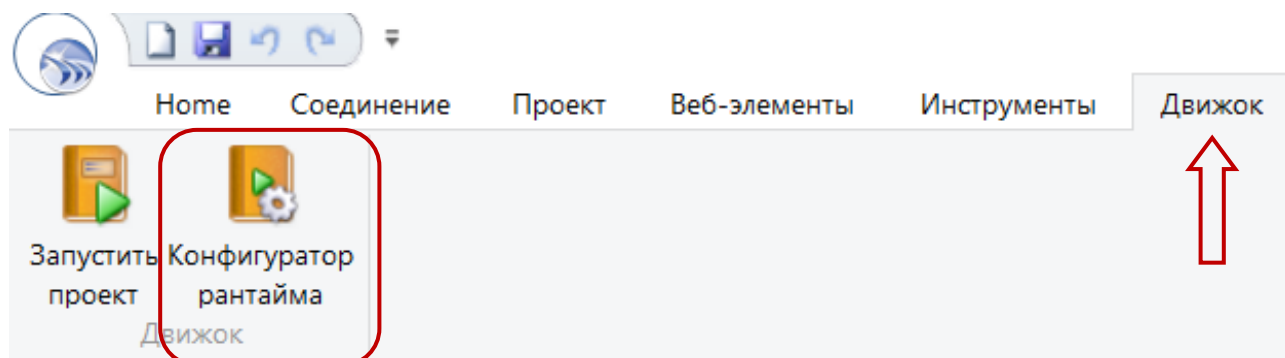 Home Соединение Проект Веб-элементы Инструменты Движок
Запустить Конфигуратор
проект рантайма
Движок